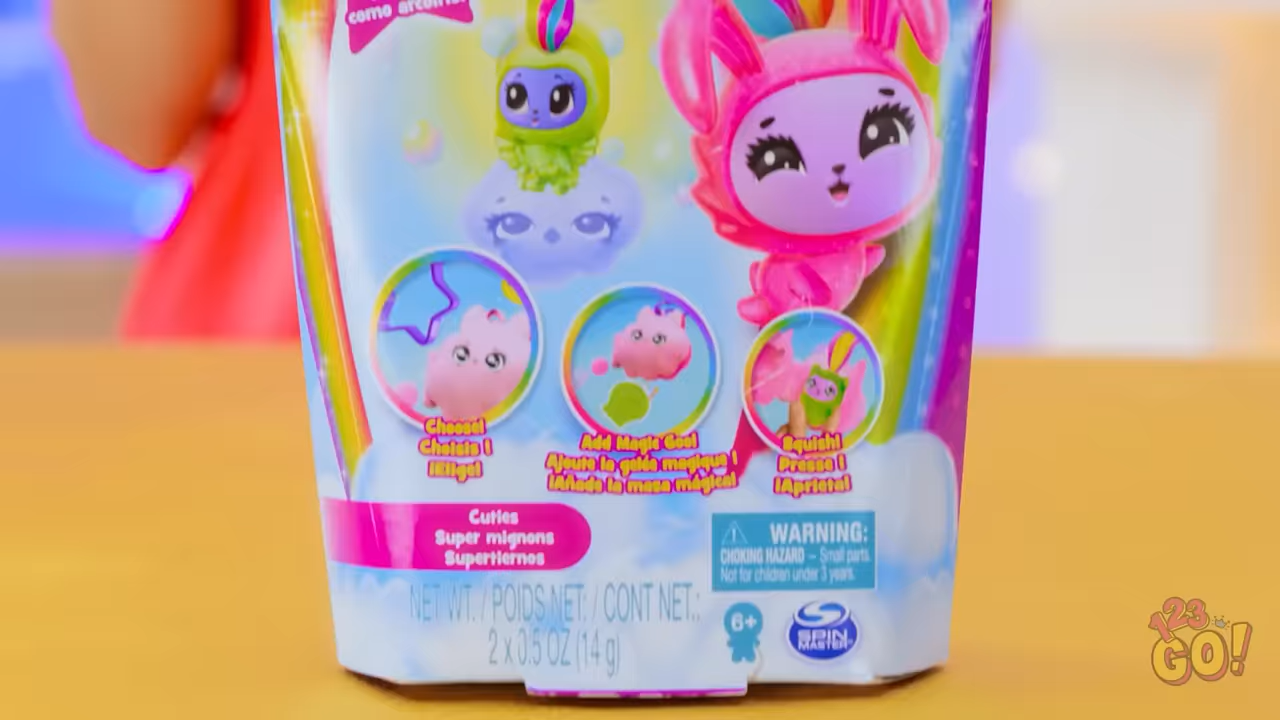 como arcoíris!
Choose!
Choisis !
¡Elige!
Add Magic Goo!
Ajoute la gelée magique !
¡Añade la masa mágica!
Squish!
Presse !
¡Aprieta!
Cuties
Super mignons
Supertiernos
WARNING:
CHOKING HAZARD – Small parts.
Not for children under 3 years.
NET WT. / POIDS NET: / CONT NET.:
2 x 0.5 OZ (14 g)
6+
SPIN
MASTER™
123
GO!